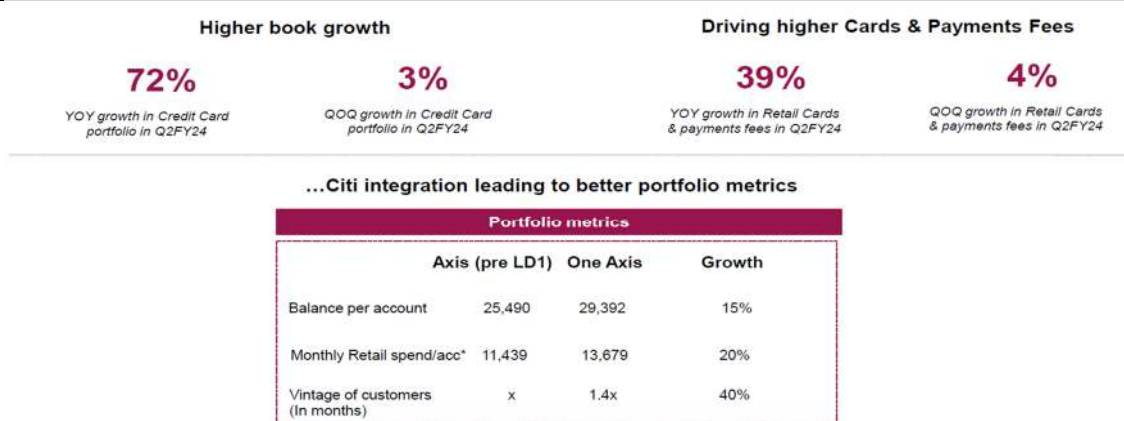 Higher book growth
Driving higher Cards & Payments Fees
72%
3%
39%
4%
YOY growth in Credit Card
portfolio in Q2FY24
QOQ growth in Credit Card
portfolio in Q2FY24
YOY growth in Retail Cards
& payments fees in Q2FY24
QOQ growth in Retail Cards
& payments fees in Q2FY24
...Citi integration leading to better portfolio metrics
Portfolio metrics
Axis (pre LD1) One Axis Growth
Balance per account 25,490 29,392 15%
Monthly Retail spend/acc* 11,439 13,679 20%
Vintage of customers x 1.4x 40%
(In months)